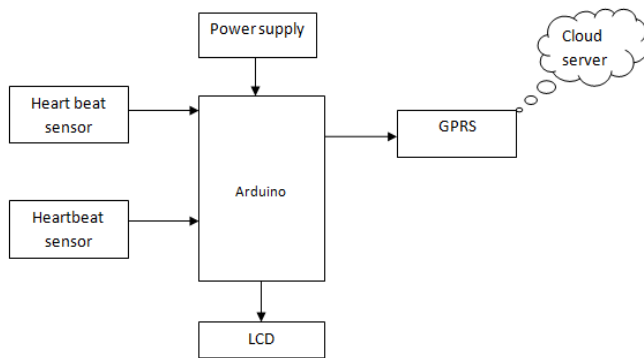 Power supply
Cloud
server
Heart beat
sensor
GPRS
Arduino
Heartbeat
sensor
LCD